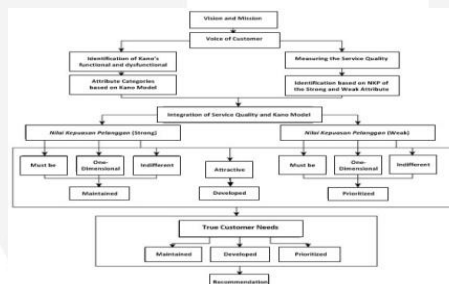 Vision and Mission
Voice of Customer
Identification of Kano's
functional and dysfunctional
Measuring the Service Quality
Attribute Categories
based on Kano Model
Identification based on NKP of
the Strong and Weak Attribute
Integration of Service Quality and Kano Model
Nilai Kepuasan Pelanggan (Strong)
Nilai Kepuasan Pelanggan (Weak)
Must be
One-
Dimensional
Indifferent
Attractive
Must be
One-
Dimensional
Indifferent
Maintained
Developed
Prioritized
True Customer Needs
Maintained
Developed
Prioritized
Recommendation